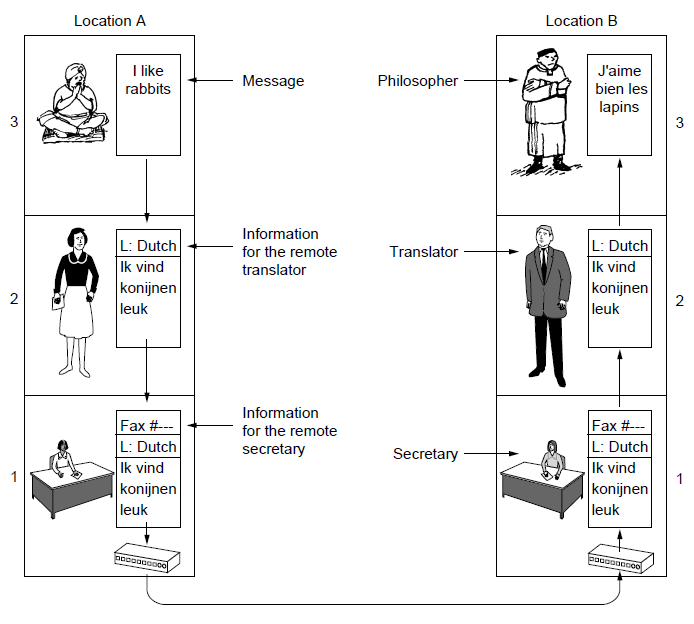 Location A
Location B
I like
rabbits
Message
Philosopher
J'aime
bien les
lapins
3
3
L: Dutch
Ik vind
konijnen
leuk
Information
for the remote
translator
Translator
L: Dutch
Ik vind
konijnen
leuk
2
2
Fax #---
L: Dutch
Ik vind
konijnen
leuk
Information
for the remote
secretary
Secretary
Fax #---
L: Dutch
Ik vind
konijnen
leuk
1
1